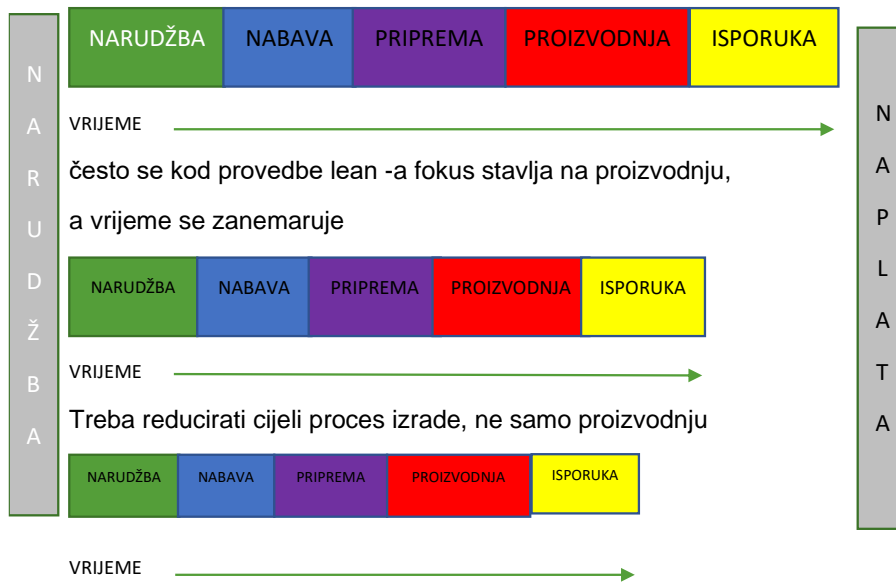 NARUDŽBA
NARUDŽBA NABAVA PRIPREMA PROIZVODNJA ISPORUKA
VRIJEME
često se kod provedbe lean -a fokus stavlja na proizvodnju,
a vrijeme se zanemaruje
NARUDŽBA NABAVA PRIPREMA PROIZVODNJA ISPORUKA
VRIJEME
Treba reducirati cijeli proces izrade, ne samo proizvodnju
NARUDŽBA NABAVA PRIPREMA PROIZVODNJA ISPORUKA
VRIJEME
NAPLATA